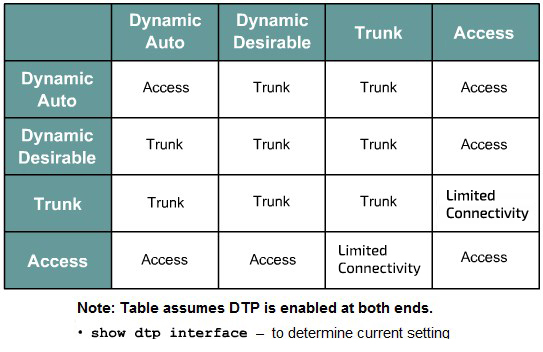 Dynamic Auto Dynamic Desirable Trunk Access
Dynamic Auto Access Trunk Trunk Access
Dynamic Desirable Trunk Trunk Trunk Access
Trunk Trunk Trunk Trunk Limited Connectivity
Access Access Access Limited Connectivity Access
Note: Table assumes DTP is enabled at both ends.
• show dtp interface – to determine current setting